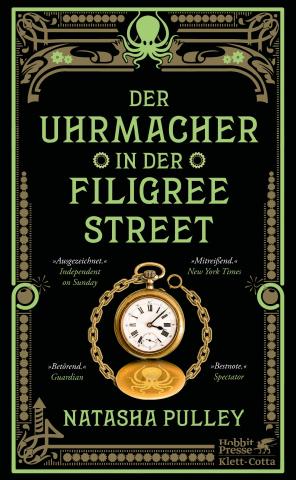 DER
UHRMACHER
IN DER
FILIGREE
STREET
»Ausgezeichnet.«
Independent
on Sunday
»Mitreißend.«
New York Times
»Betörend.«
Guardian
»Bestnote.«
Spectator
NATASHA PULLEY
Hobbit
Presse
Klett-Cotta